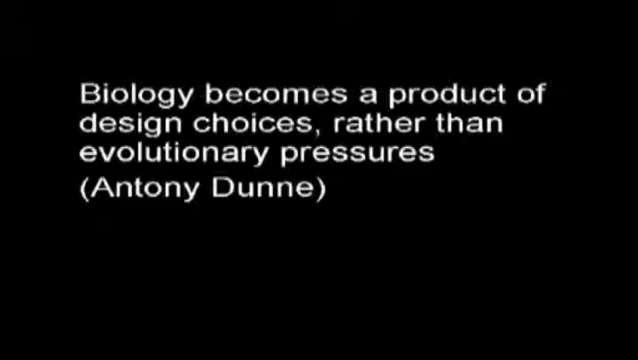 Biology becomes a product of
design choices, rather than
evolutionary pressures
(Antony Dunne)